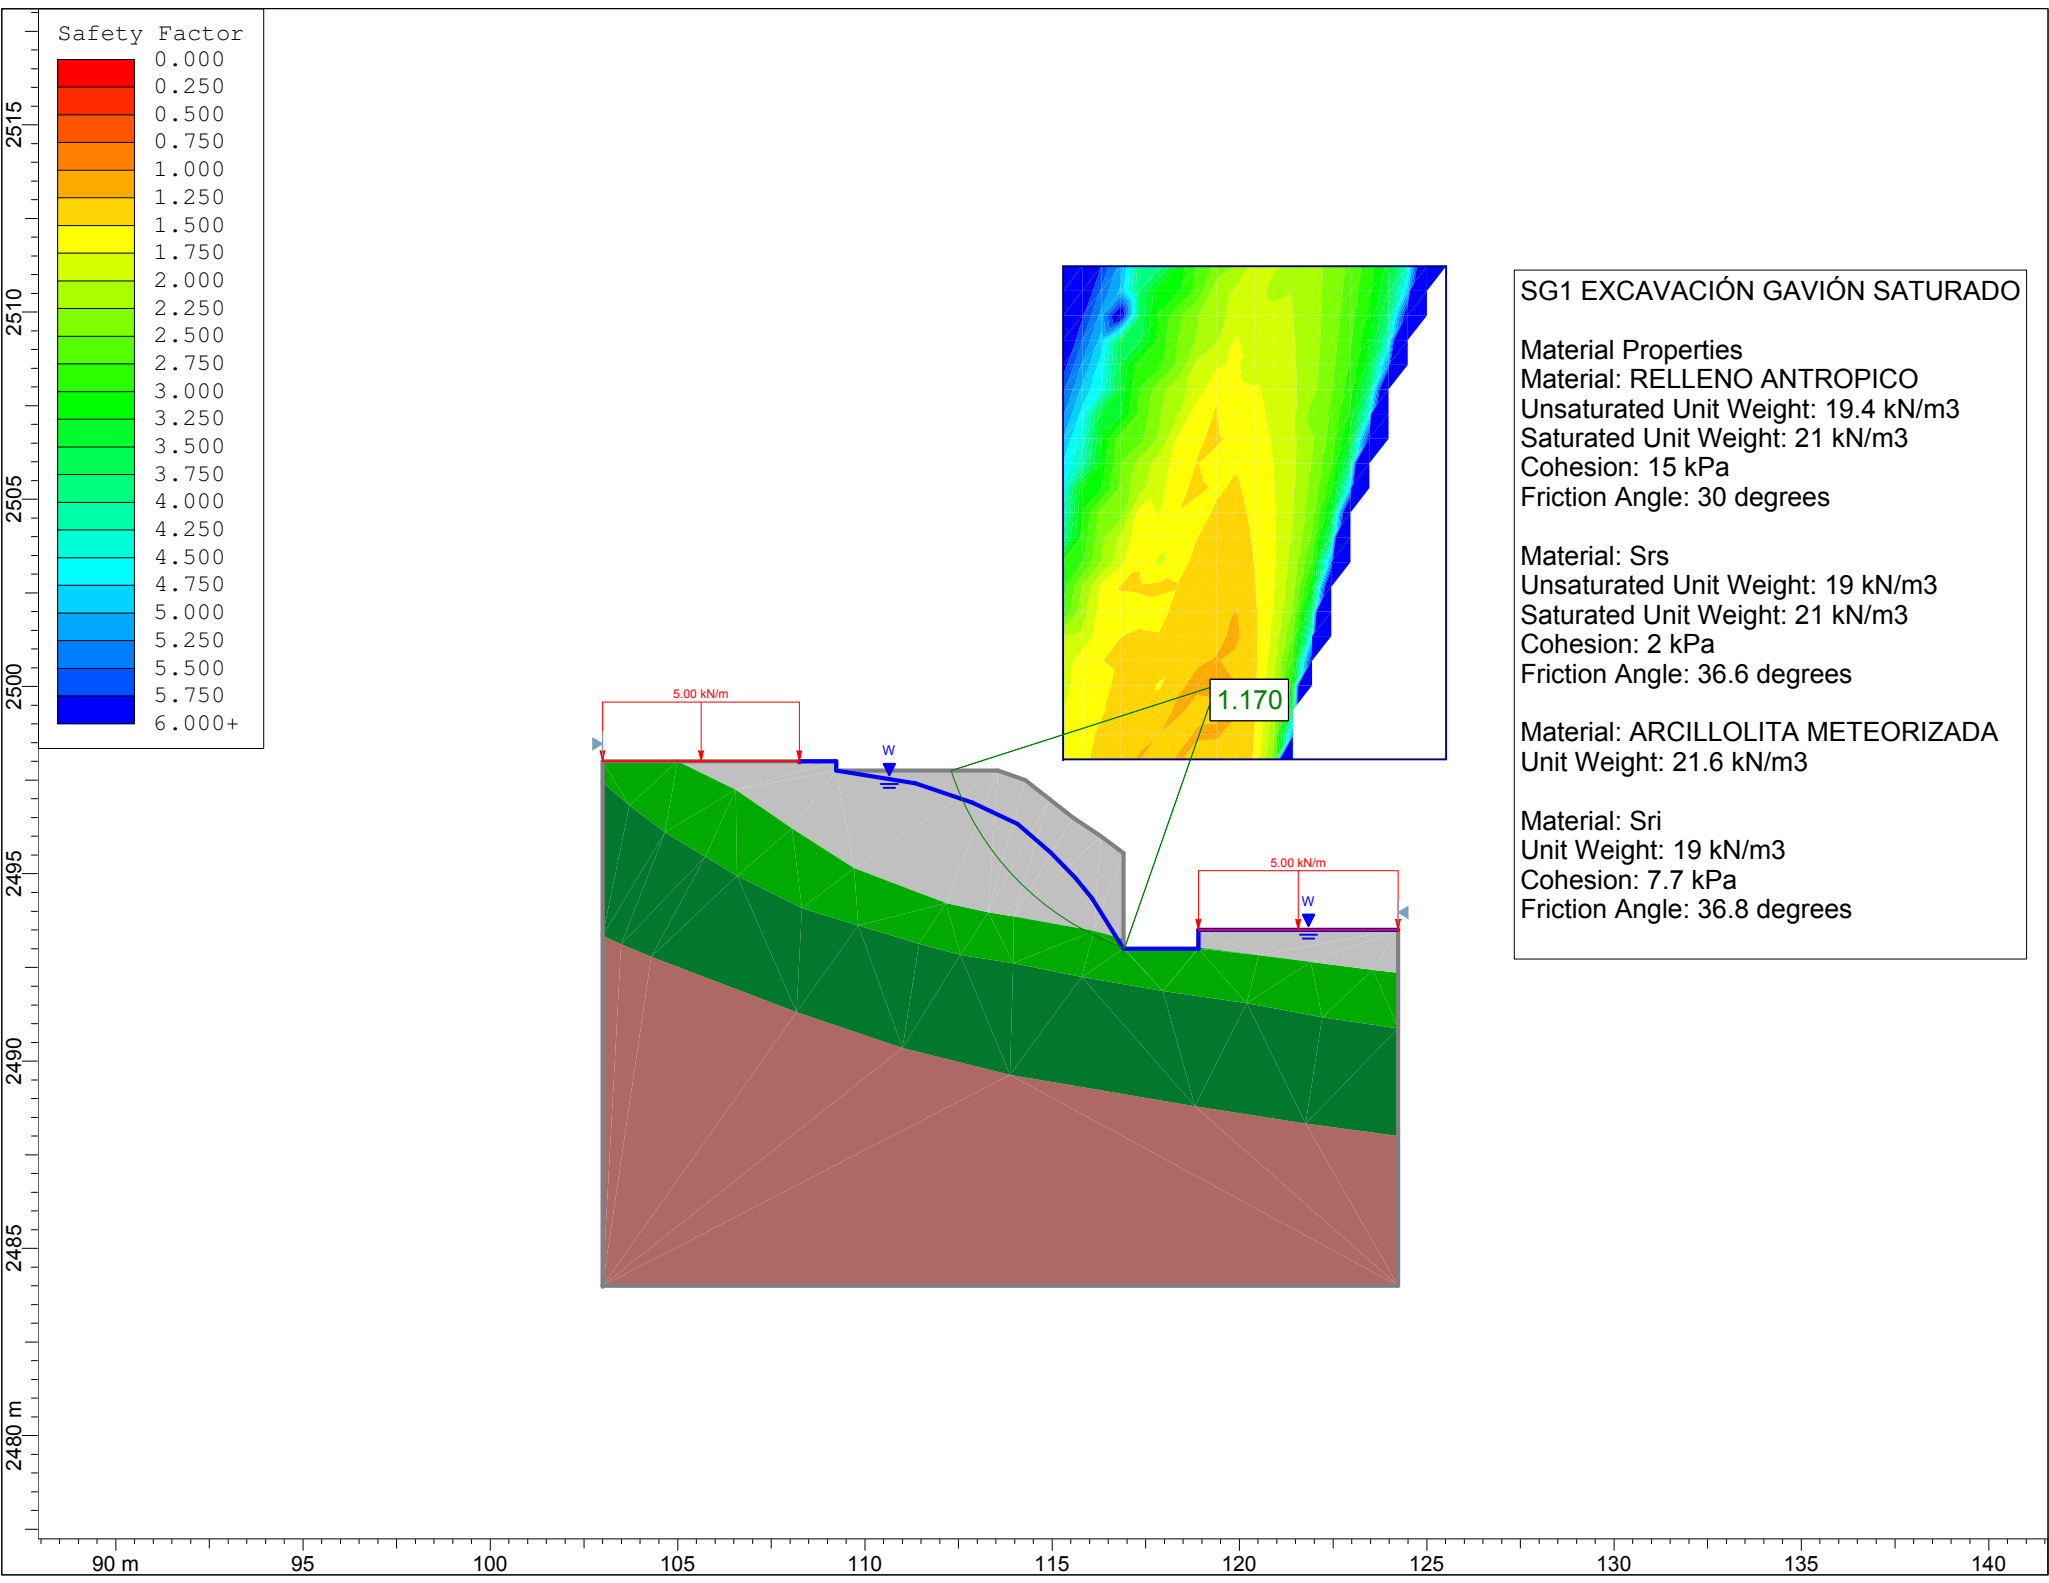 Safety Factor
0.000
0.250
0.500
0.750
1.000
1.250
1.500
1.750
2.000
2.250
2.500
2.750
3.000
3.250
3.500
3.750
4.000
4.250
4.500
4.750
5.000
5.250
5.500
5.750
6.000+
2515
2510
2505
2500
2495
2490
2485
2480 m
SG1 EXCAVACIÓN GAVIÓN SATURADO
Material Properties
Material: RELLENO ANTROPICO
Unsaturated Unit Weight: 19.4 kN/m3
Saturated Unit Weight: 21 kN/m3
Cohesion: 15 kPa
Friction Angle: 30 degrees
Material: Srs
Unsaturated Unit Weight: 19 kN/m3
Saturated Unit Weight: 21 kN/m3
Cohesion: 2 kPa
Friction Angle: 36.6 degrees
Material: ARCILLOLITA METEORIZADA
Unit Weight: 21.6 kN/m3
Material: Sri
Unit Weight: 19 kN/m3
Cohesion: 7.7 kPa
Friction Angle: 36.8 degrees
1.170
5.00 kN/m
W
5.00 kN/m
W
90 m 95 100 105 110 115 120 125 130 135 140